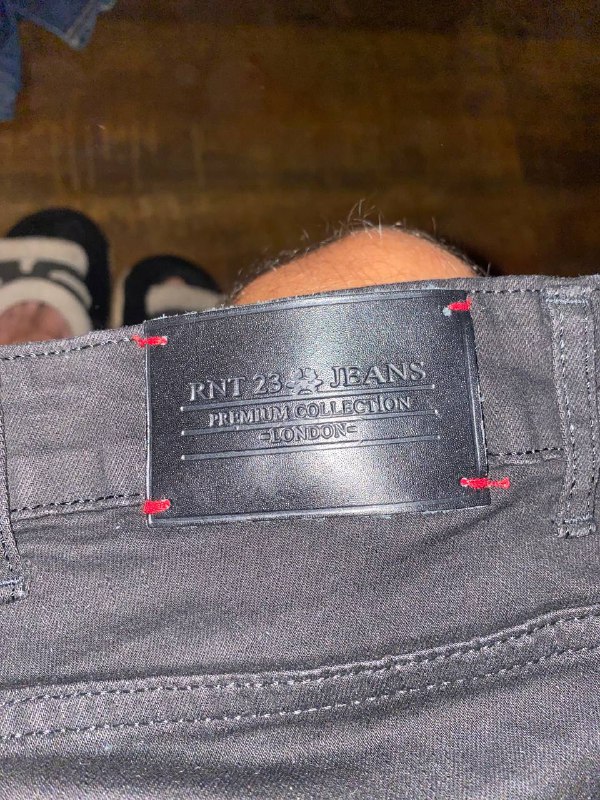 RNT 23 JEANS
PREMIUM COLLECTION
-LONDON-